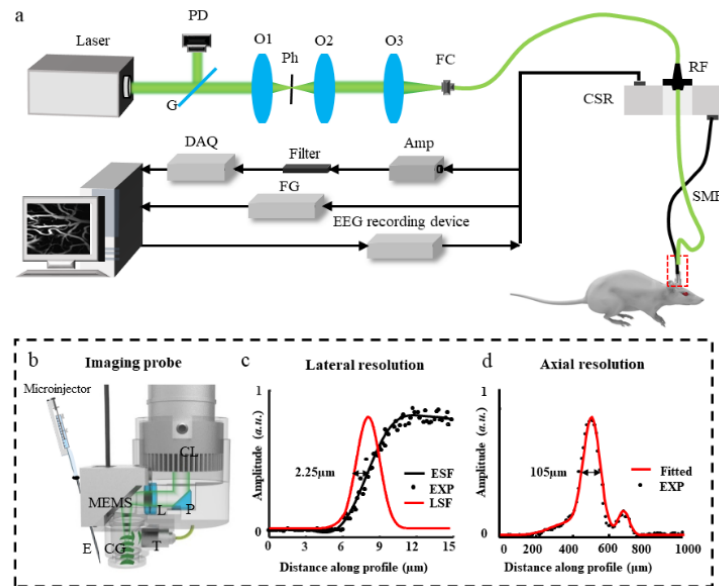 a
PD
Laser
G
O1
Ph
O2
O3
FC
RF
CSR
DAQ
Filter
Amp
FG
EEG recording device
SMF
b
Imaging probe
Microinjector
CL
MEMS
L
P
E
CG
T
c
Lateral resolution
1
Amplitude (a.u.)
2.25μm
ESF
EXP
LSF
0
0 3 6 9 12 15
Distance along profile (μm)
d
Axial resolution
1
Amplitude (a.u.)
105μm
Fitted
EXP
0
0 200 400 600 800 1000
Distance along profile (μm)